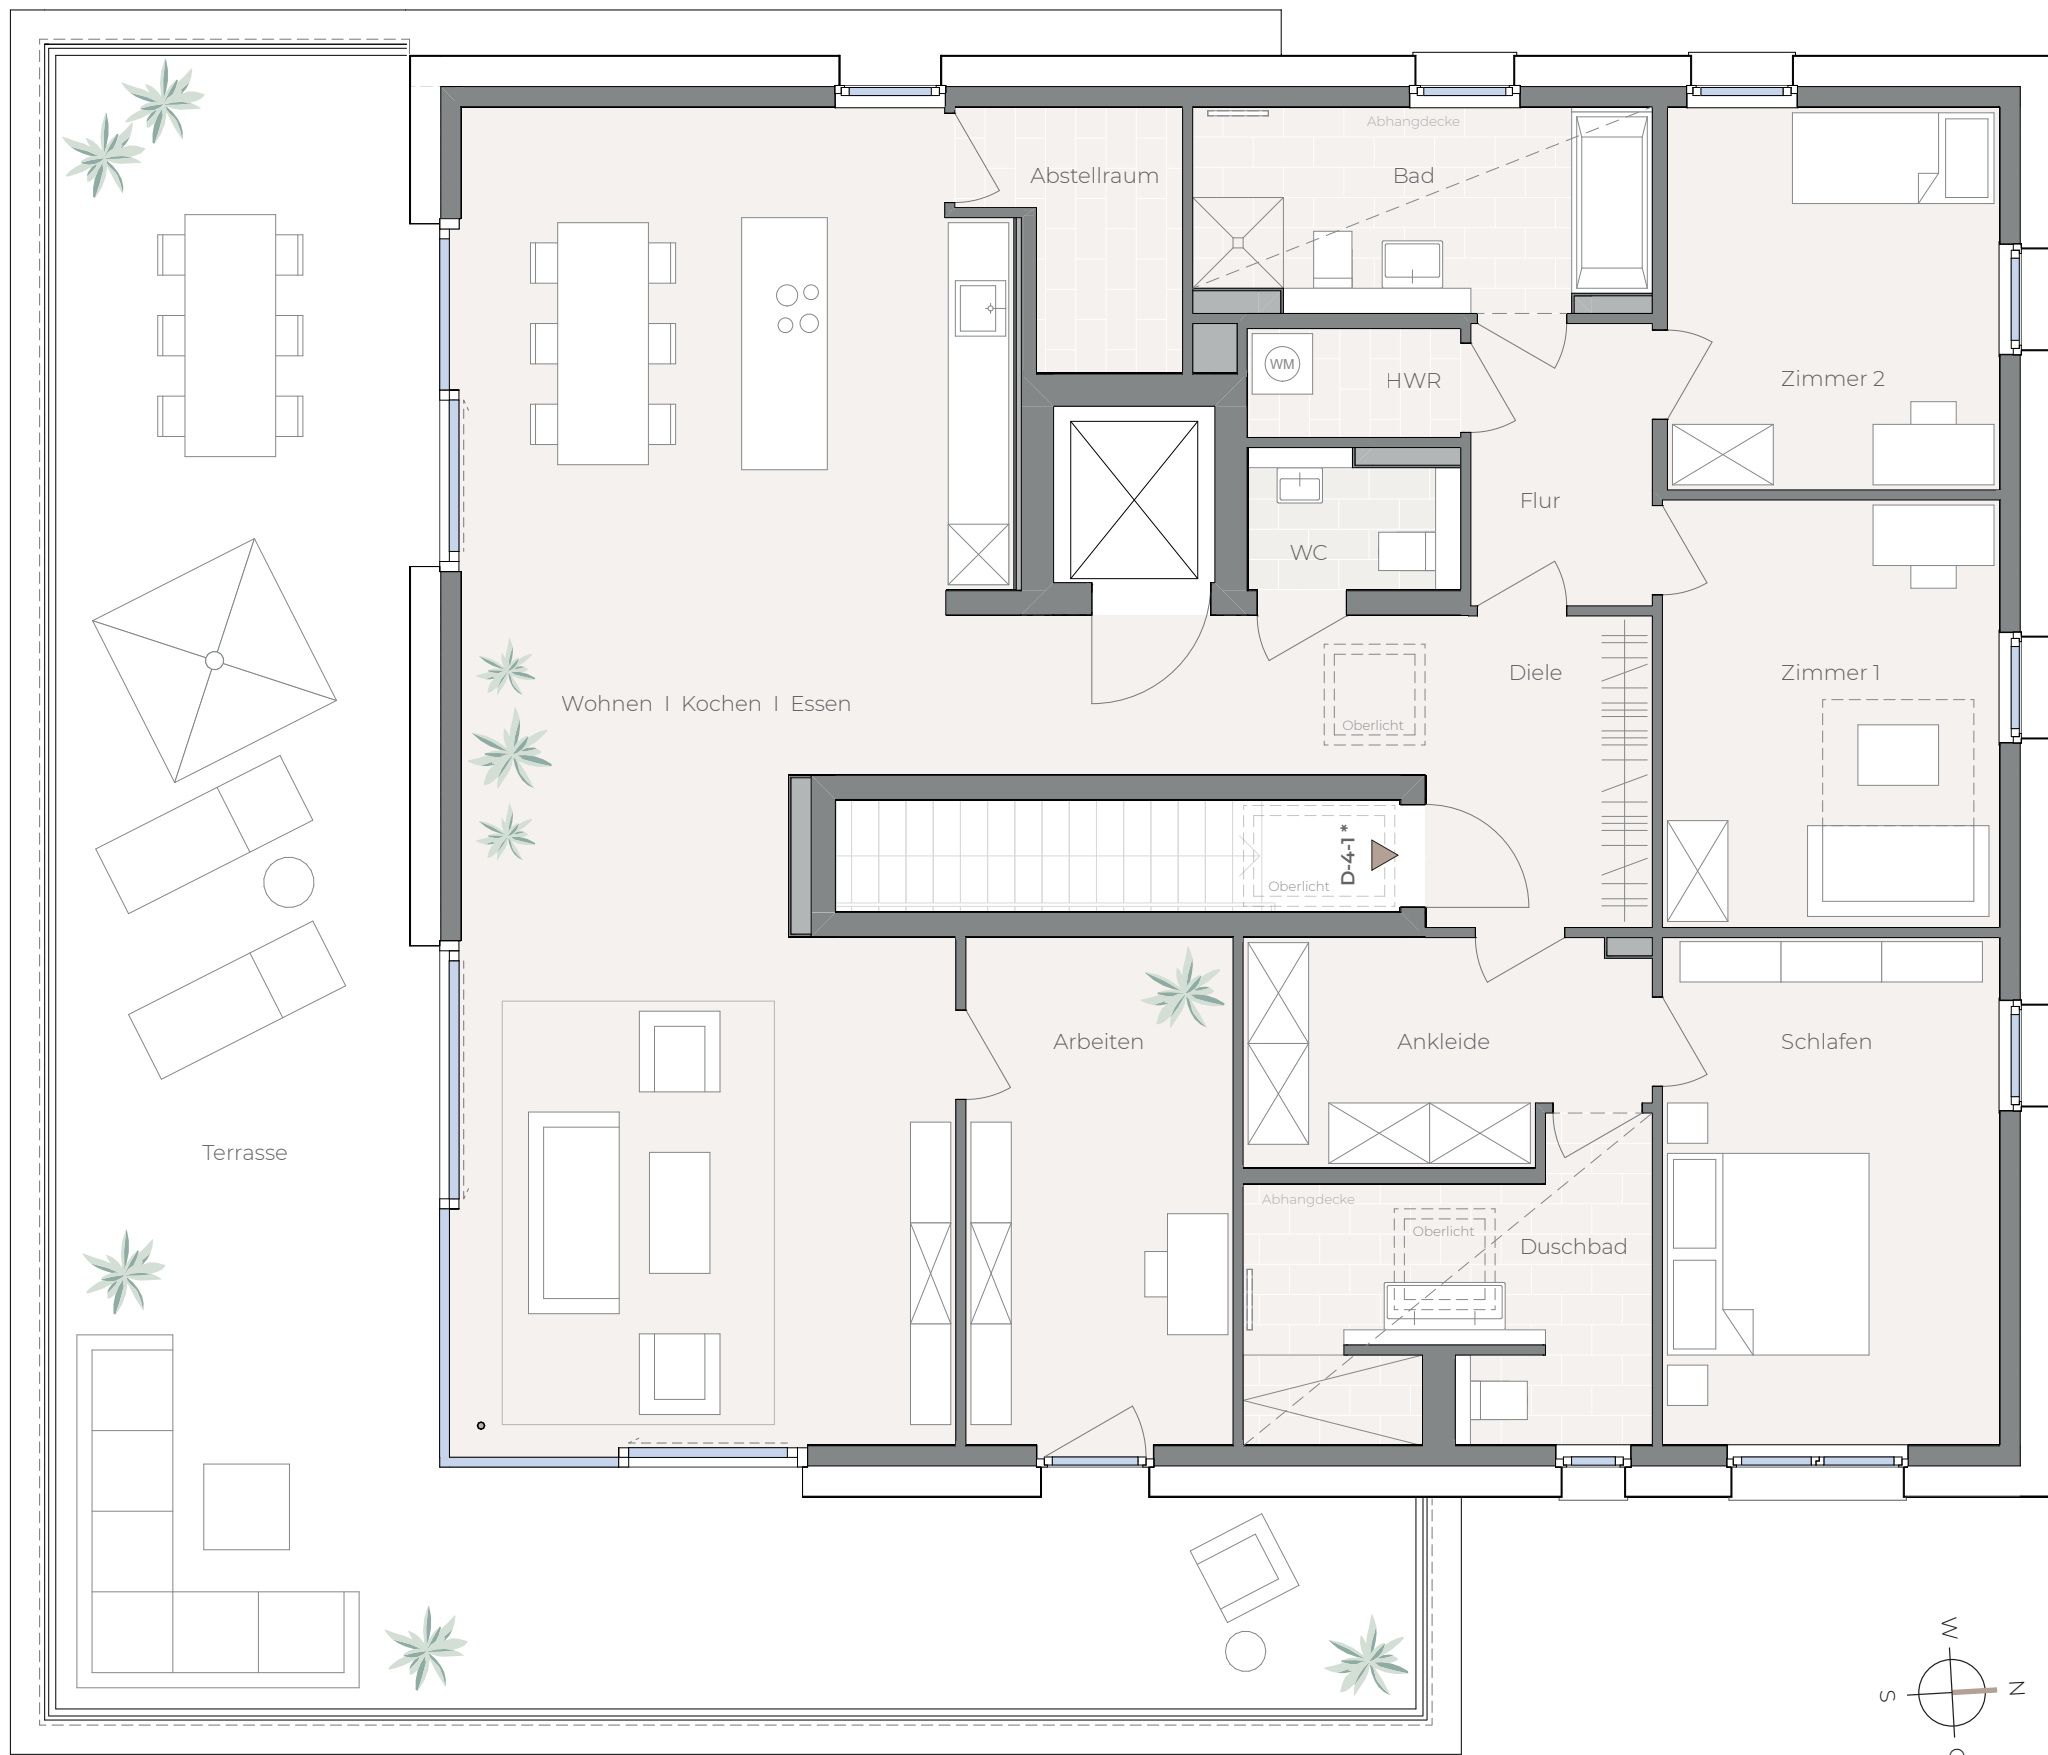 Abhangdecke
Abstellraum
Bad
WM
HWR
Zimmer 2
Flur
WC
Diele
Zimmer 1
Wohnen I Kochen I Essen
Oberlicht
D-4-1 *
Oberlicht
Arbeiten
Ankleide
Schlafen
Terrasse
Abhangdecke
Oberlicht
Duschbad
W
N
S